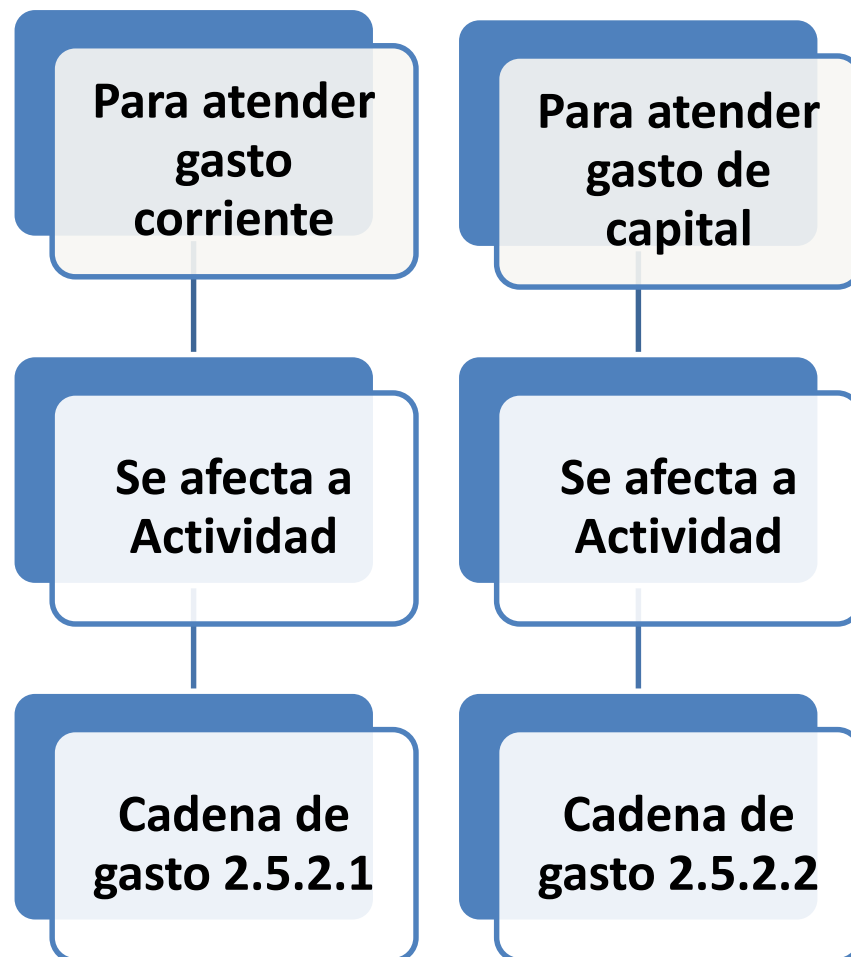 Para atender
gasto
corriente
Se afecta a
Actividad
Cadena de
gasto 2.5.2.1
Para atender
gasto de
capital
Se afecta a
Actividad
Cadena de
gasto 2.5.2.2